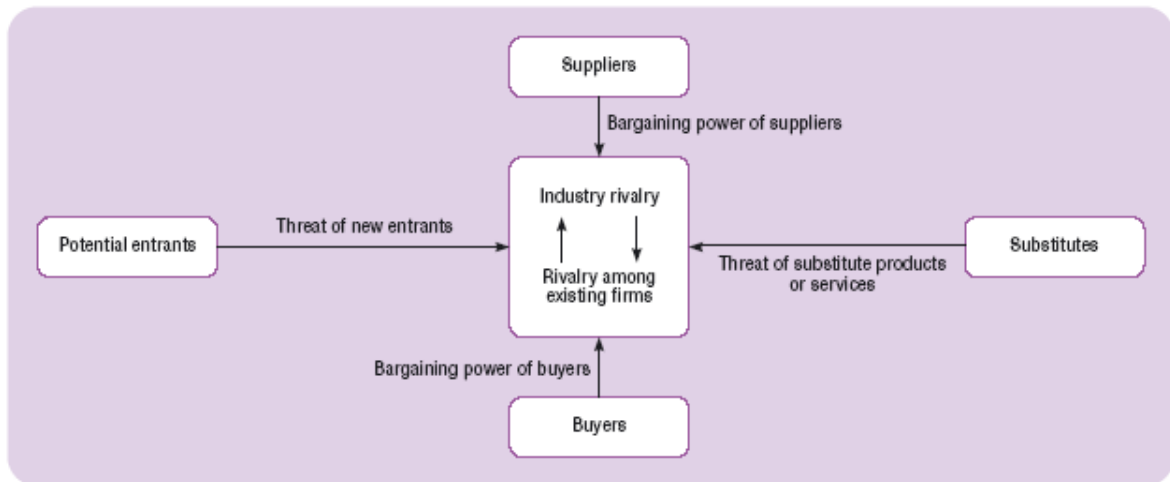 Suppliers
Bargaining power of suppliers
Industry rivalry
Threat of new entrants
Potential entrants
Substitutes
Threat of substitute products
or services
Rivalry among
existing firms
Bargaining power of buyers
Buyers